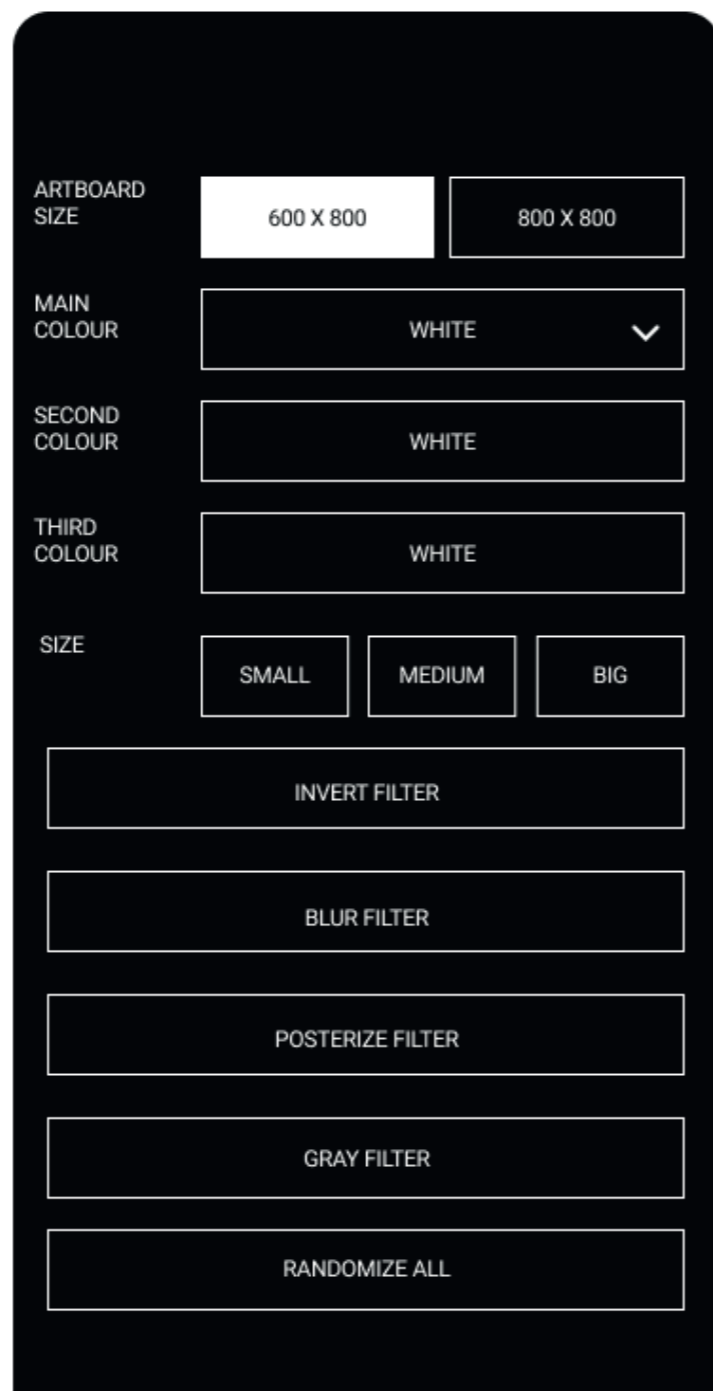 ARTBOARD
SIZE
600 X 800
800 X 800
MAIN
COLOUR
WHITE
SECOND
COLOUR
WHITE
THIRD
COLOUR
WHITE
SIZE
SMALL
MEDIUM
BIG
INVERT FILTER
BLUR FILTER
POSTERIZE FILTER
GRAY FILTER
RANDOMIZE ALL